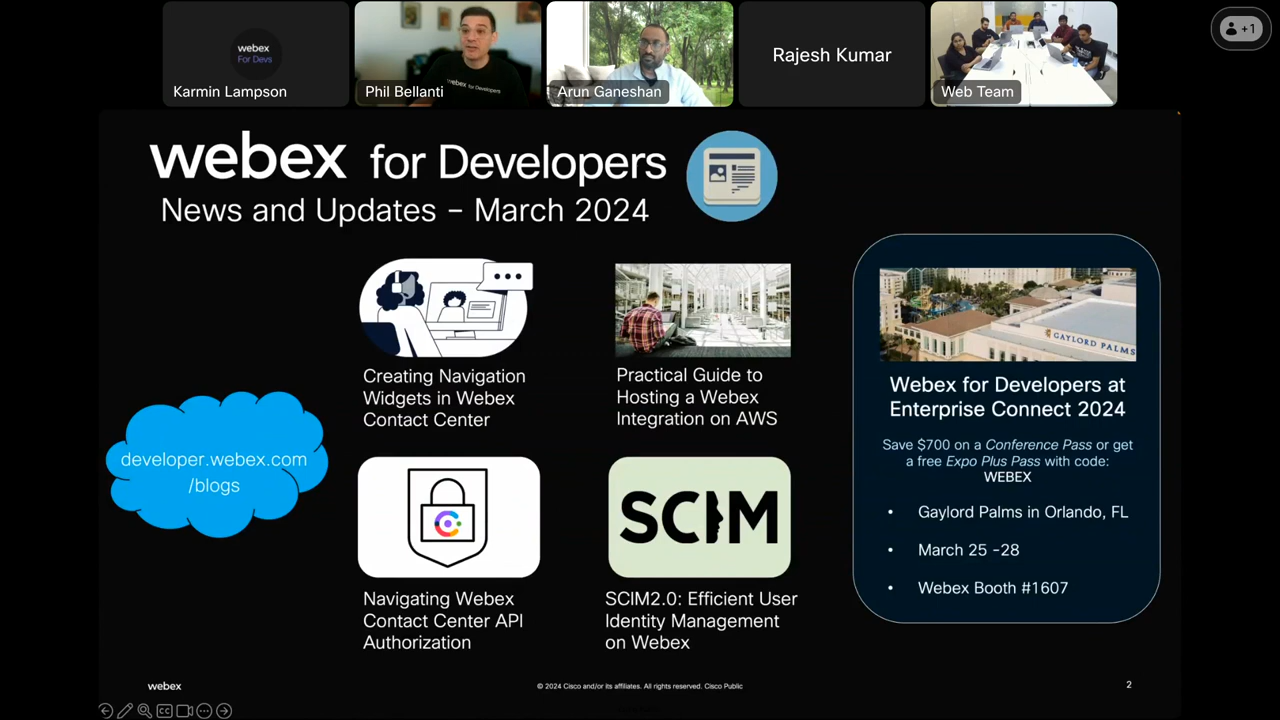 webex
For Devs
Karmin Lampson
Phil Bellanti
webex for Developers
Arun Ganeshan
Rajesh Kumar
Web Team
+1
webex for Developers
News and Updates – March 2024
developer.webex.com
/blogs
Creating Navigation
Widgets in Webex
Contact Center
Practical Guide to
Hosting a Webex
Integration on AWS
Navigating Webex
Contact Center API
Authorization
SCIM
SCIM2.0: Efficient User
Identity Management
on Webex
GAYLORD PALMS
Webex for Developers at
Enterprise Connect 2024
Save $700 on a Conference Pass or get
a free Expo Plus Pass with code:
WEBEX
• Gaylord Palms in Orlando, FL
• March 25 -28
• Webex Booth #1607
webex
© 2024 Cisco and/or its affiliates. All rights reserved. Cisco Public
2
CC